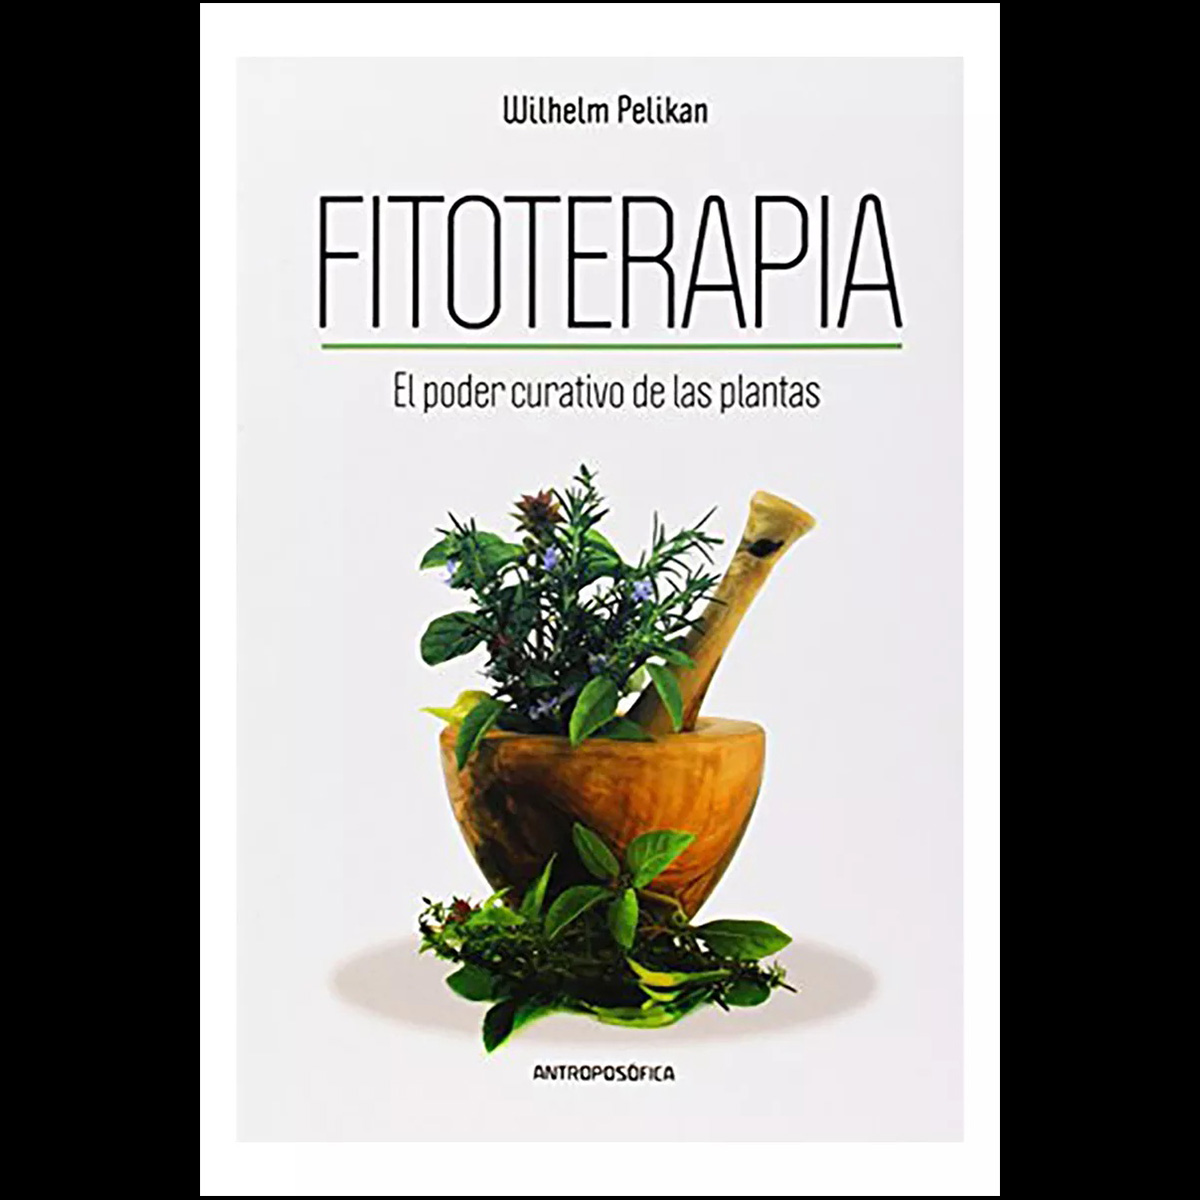 Wilhelm Pelikan
FITOTERAPIA
El poder curativo de las plantas
ANTROPOSÓFICA